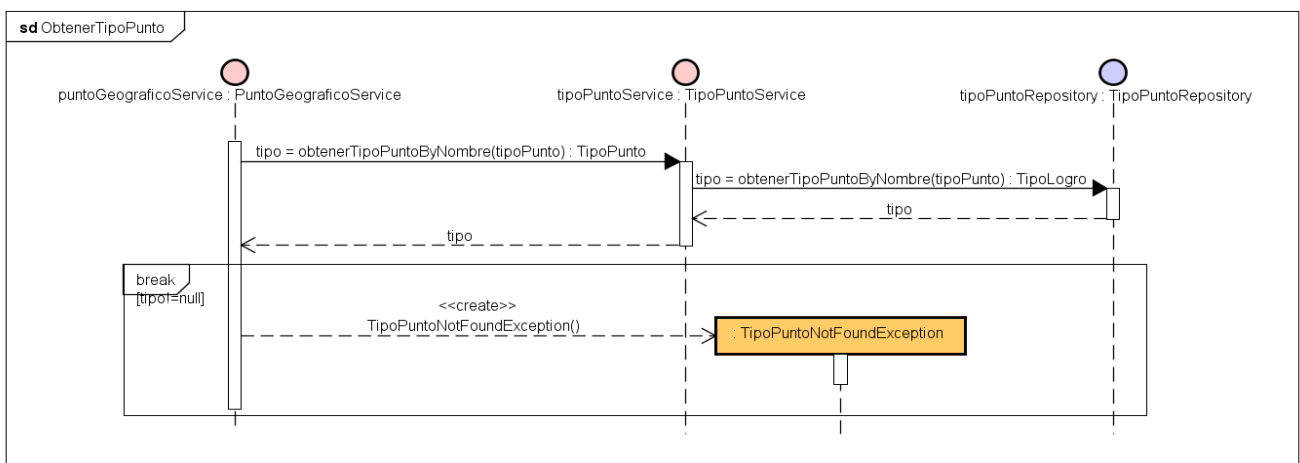 sd ObtenerTipoPunto
puntoGeograficoService : PuntoGeograficoService
tipoPuntoService : TipoPuntoService
tipoPuntoRepository : TipoPuntoRepository
tipo = obtenerTipoPuntoByNombre(tipoPunto) : TipoPunto
tipo = obtenerTipoPuntoByNombre(tipoPunto) : TipoLogro
tipo
tipo
break
[tipo!=null]
<<create>>
TipoPuntoNotFoundException()
: TipoPuntoNotFoundException